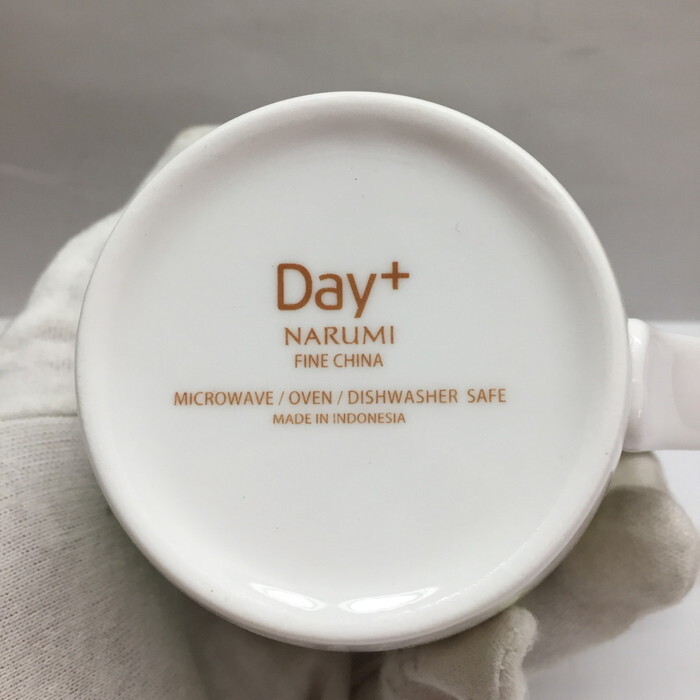 Day+
NARUMI
FINE CHINA
MICROWAVE / OVEN / DISHWASHER SAFE
MADE IN INDONESIA